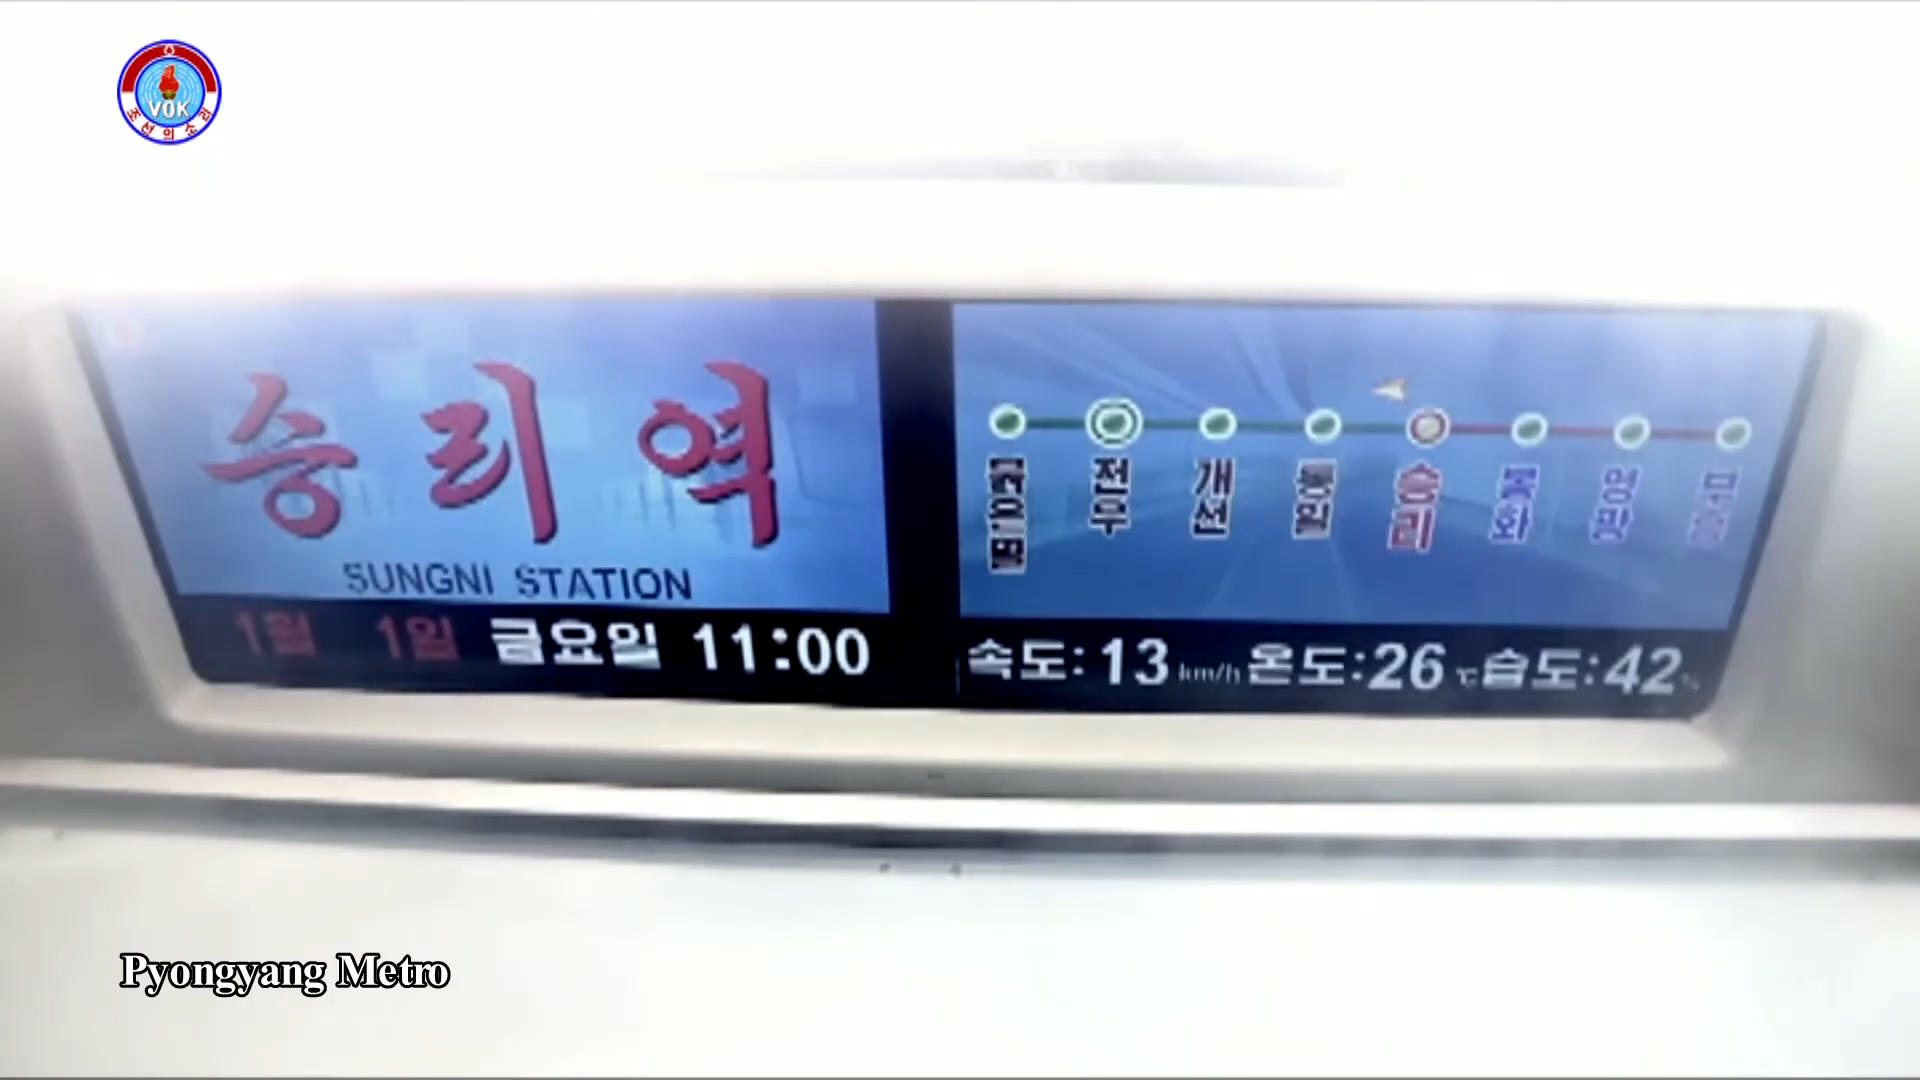 VOK
조선의소리
승리역
SUNGNI STATION
1월 1일 금요일 11:00
전우
개선
통일
승리
봉화
영광
부흥
속도: 13 km/h 온도: 26 ℃ 습도: 42 %
Pyongyang Metro